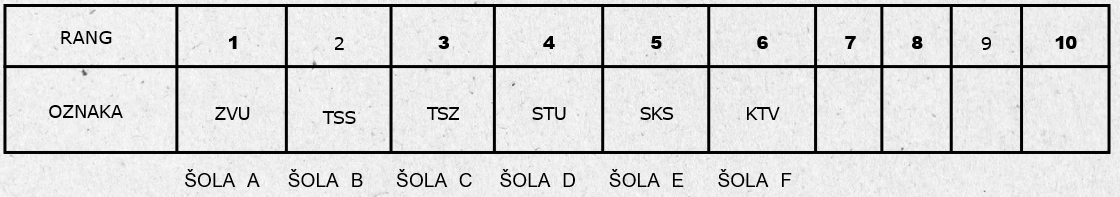 RANG 1 2 3 4 5 6 7 8 9 10
OZNAKA ZVU TSS TSZ STU SKS KTV
ŠOLA A ŠOLA B ŠOLA C ŠOLA D ŠOLA E ŠOLA F